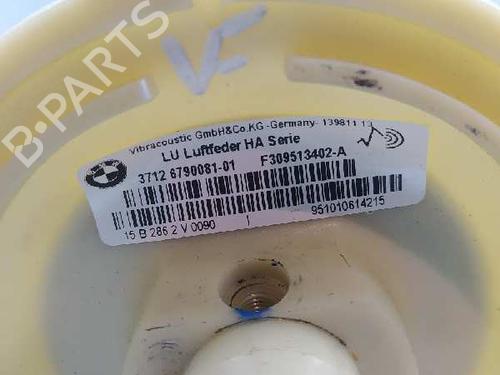 VF
Vibracoustic GmbH&Co.KG -Germany- 139811 13
LU Luftfeder HA Serie
3712 6790081-01 F309513402-A
15 B 286 2 V 0090 1 951010614215
B-PARTS